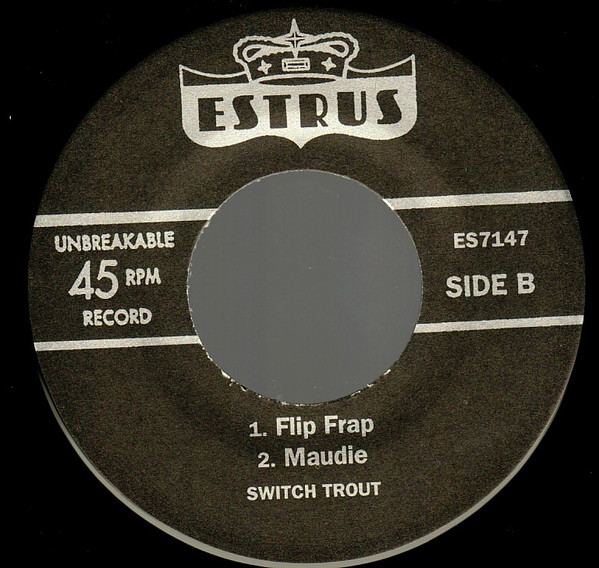 ESTRUS
UNBREAKABLE
45 RPM
RECORD
ES7147
SIDE B
1. Flip Frap
2. Maudie
SWITCH TROUT